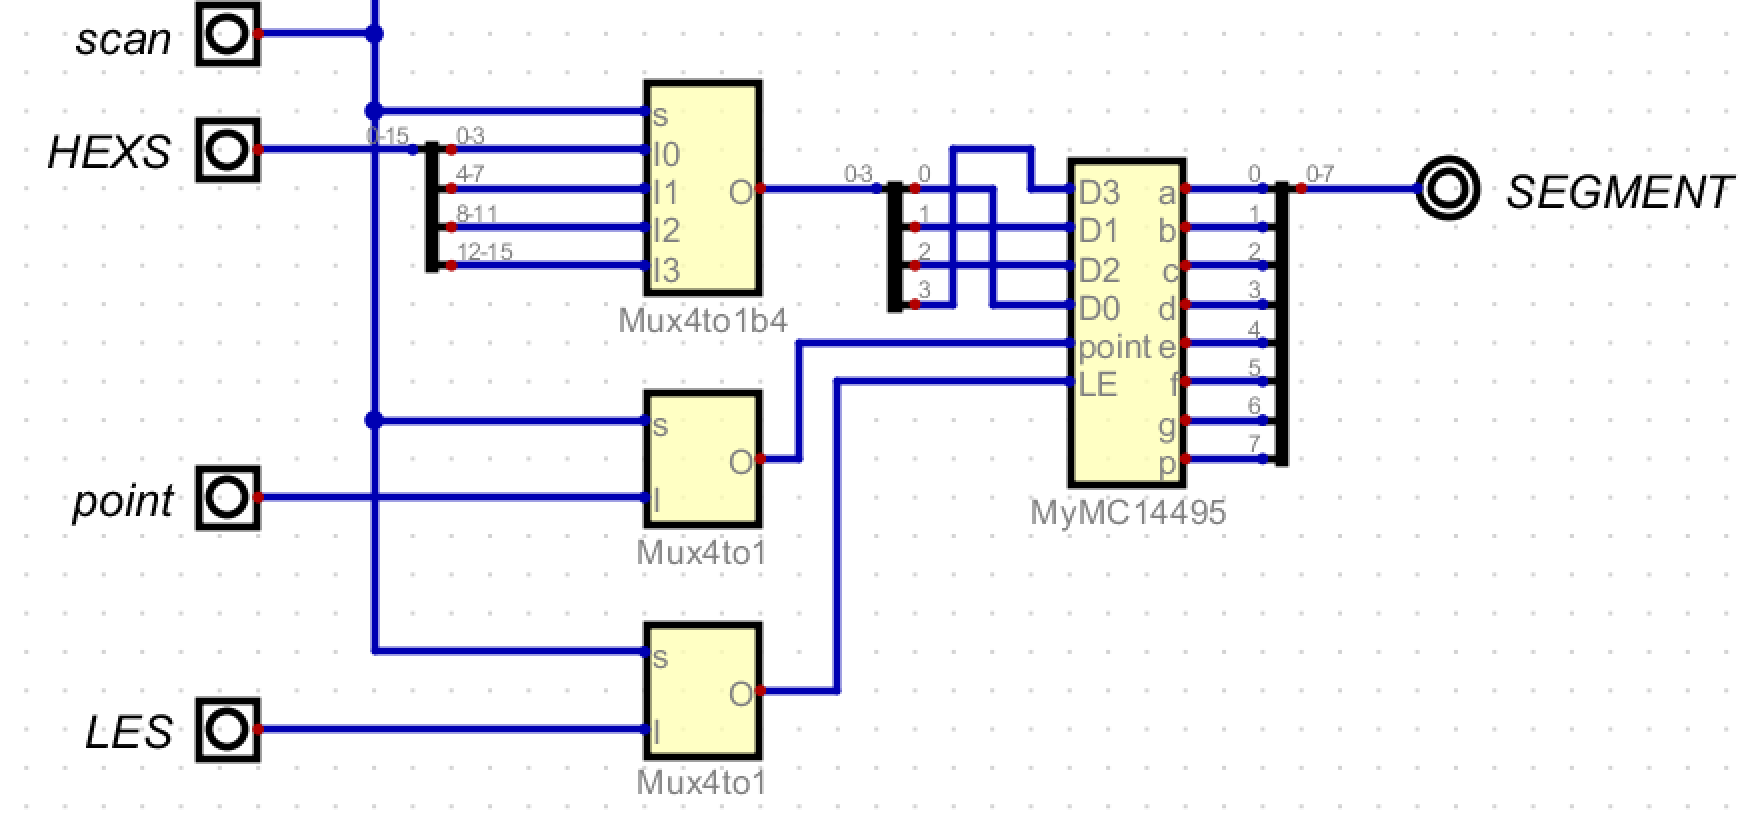 scan
HEXS
0-15
0-3
4-7
8-11
12-15
s
I0
I1
I2
I3
O
Mux4to1b4
0-3
0
1
2
3
D3
D1
D2
D0
point
LE
a
b
c
d
e
f
g
p
MyMC14495
0
1
2
3
4
5
6
7
0-7
SEGMENT
point
s
I
O
Mux4to1
LES
s
I
O
Mux4to1